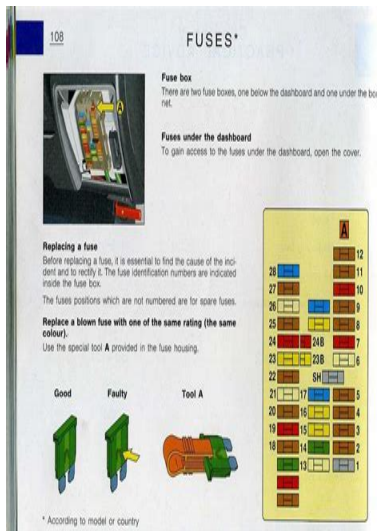 108
FUSES*
Fuse box
There are two fuse boxes, one below the dashboard and one under the bon-
net.
Fuses under the dashboard
To gain access to the fuses under the dashboard, open the cover.
A
Replacing a fuse
Before replacing a fuse, it is essential to find the cause of the inci-
dent and to rectify it. The fuse identification numbers are indicated
inside the fuse box.
The fuses positions which are not numbered are for spare fuses.
Replace a blown fuse with one of the same rating (the same
colour).
Use the special tool A provided in the fuse housing.
Good Faulty Tool A
A
12
28 11
27 10
26 9
25 8
24 24B 7
23 23B 6
22 SH
21 17 5
20 16 4
19 15 3
18 14 2
13 1
* According to model or country